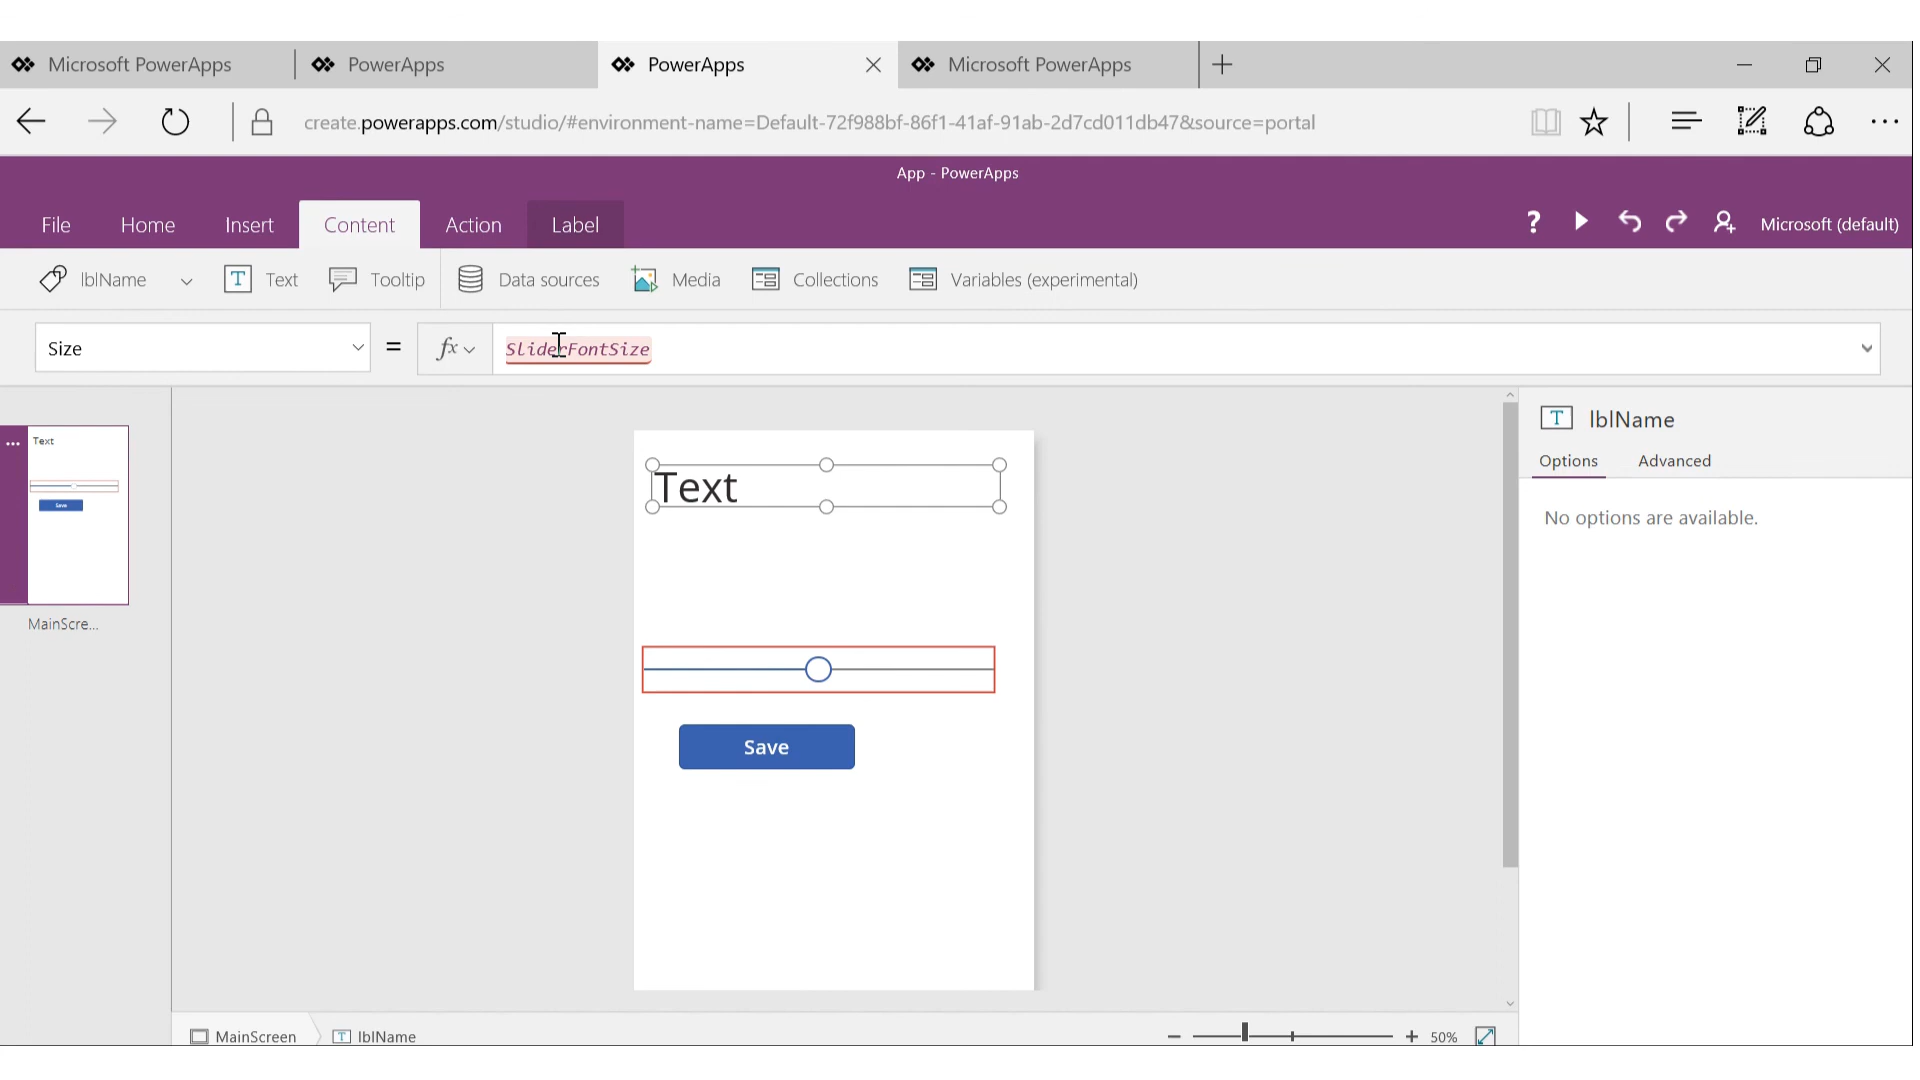 Microsoft PowerApps
PowerApps
PowerApps
Microsoft PowerApps
create.powerapps.com/studio/#environment-name=Default-72f988bf-86f1-41af-91ab-2d7cd011db47&source=portal
App - PowerApps
File Home Insert Content Action Label ? Microsoft (default)
lblName Text Tooltip Data sources Media Collections Variables (experimental)
Size = fx SliderFontSize
lblName
Options Advanced
No options are available.
Text
Save
MainScre...
Text
Save
MainScreen lblName
50%